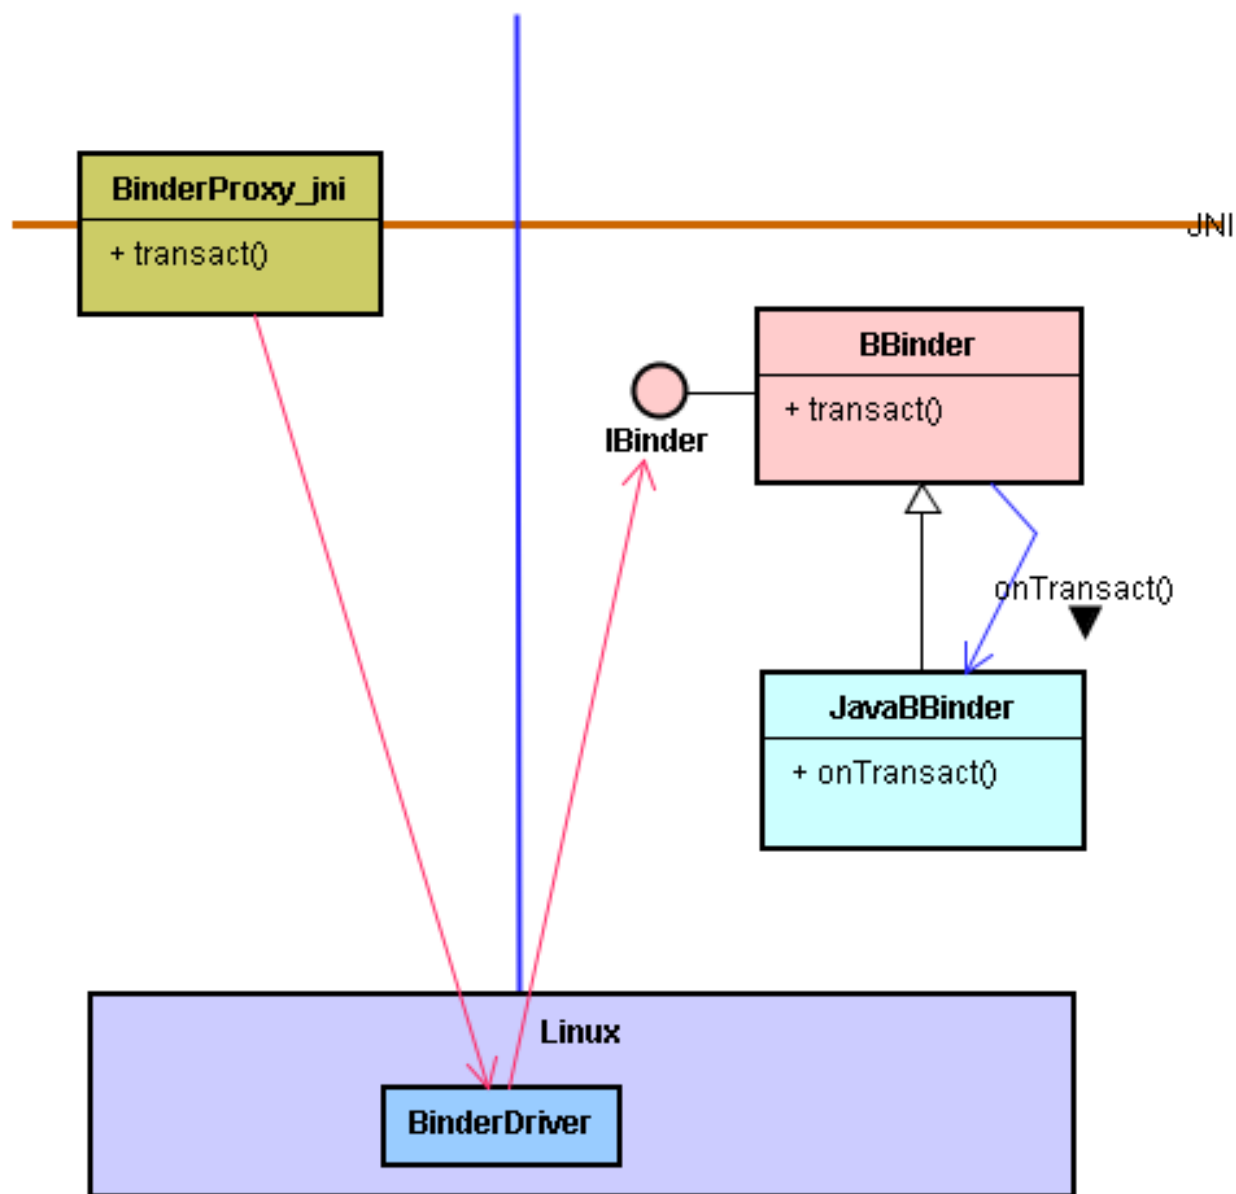 BinderProxy_jni
+ transact()
JNI
BBinder
+ transact()
IBinder
onTransact()
JavaBBinder
+ onTransact()
Linux
BinderDriver